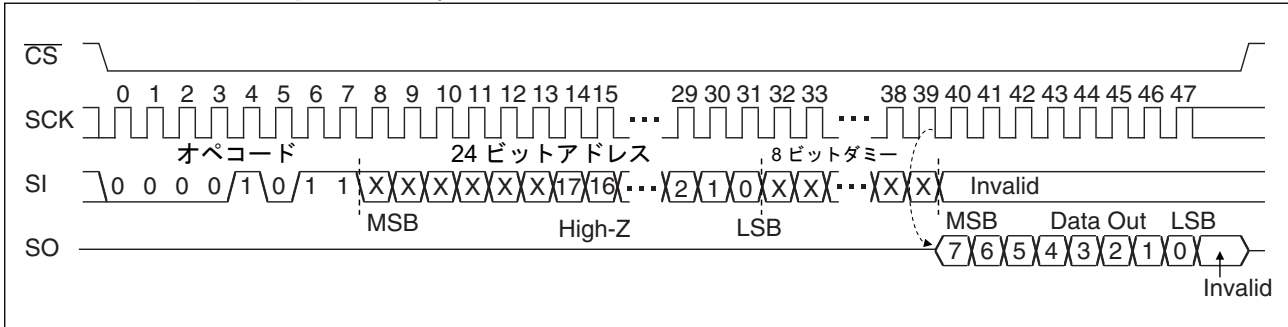 CS
0 1 2 3 4 5 6 7 8 9 10 11 12 13 14 15 29 30 31 32 33 38 39 40 41 42 43 44 45 46 47
SCK
オペコード 24 ビットアドレス 8 ビットダミー
SI 0 0 0 0 1 0 1 1 X X X X X X 17 16 2 1 0 X X X X Invalid
MSB High-Z LSB MSB Data Out LSB
SO 7 6 5 4 3 2 1 0
Invalid